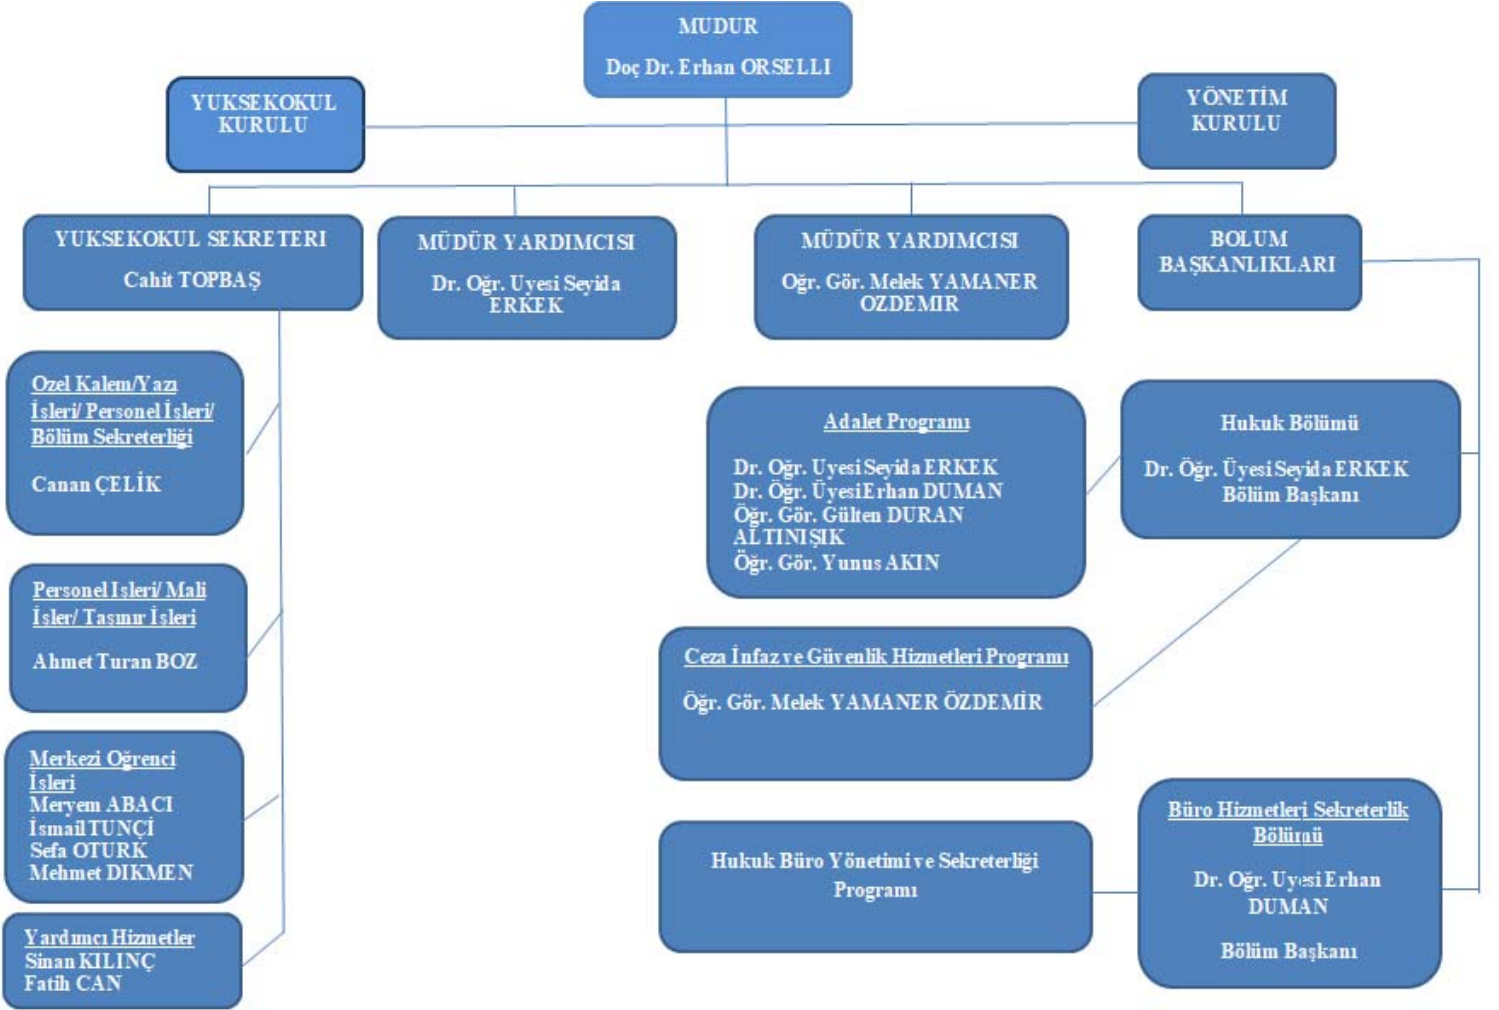 MUDUR
Doç Dr. Erhan ORSELLI
YUKSEKOKUL
KURULU
YÖNETİM
KURULU
YUKSEKOKUL SEKRETERI
Cahit TOPBAŞ
MÜDÜR YARDIMCISI
Dr. Oğr. Uyesi Seyida
ERKEK
MÜDÜR YARDIMCISI
Oğr. Gör. Melek YAMANER
OZDEMIR
BOLUM
BAŞKANLIKLARI
Ozel Kalem/Yazı
İşleri/ Personel İşleri/
Bölüm Sekreterliği
Canan ÇELİK
Adalet Programı
Dr. Oğr. Uyesi Seyida ERKEK
Dr. Öğr. Üyesi Erhan DUMAN
Öğr. Gör. Gülten DURAN
ALTINIŞIK
Öğr. Gör. Yunus AKIN
Hukuk Bölümü
Dr. Öğr. Üyesi Seyida ERKEK
Bölüm Başkanı
Personel Isleri/ Mali
İşler/ Taşınır İşleri
Ahmet Turan BOZ
Ceza İnfaz ve Güvenlik Hizmetleri Programı
Öğr. Gör. Melek YAMANER ÖZDEMİR
Merkezi Oğrenci
İşleri
Meryem ABACI
İsmail TUNÇİ
Sefa OTURK
Mehmet DIKMEN
Hukuk Büro Yönetimi ve Sekreterliği
Programı
Büro Hizmetleri Sekreterlik
Bölümü
Dr. Oğr. Uyesi Erhan
DUMAN
Bölüm Başkanı
Yardımcı Hizmetler
Sinan KILINÇ
Fatih CAN